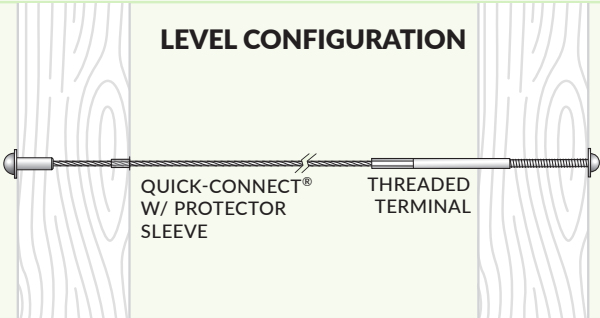 LEVEL CONFIGURATION
QUICK-CONNECT®
W/ PROTECTOR
SLEEVE
THREADED
TERMINAL